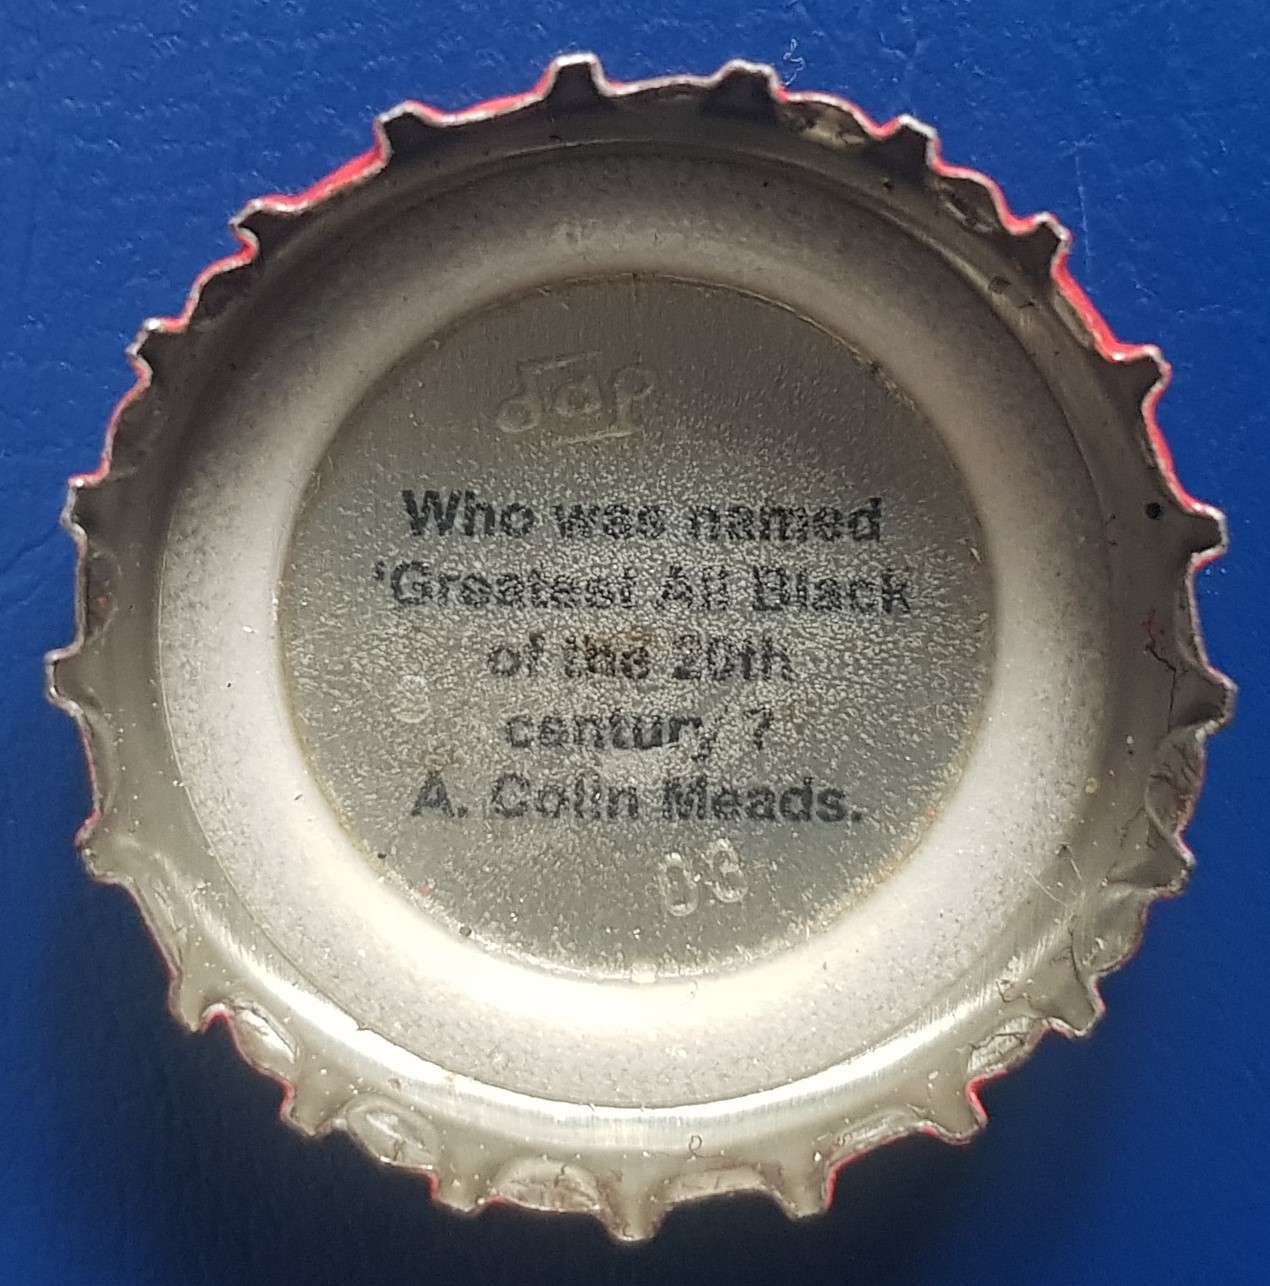 Who was named
'Greatest All Black
of the 20th
century ?
A. Colin Meads.
03